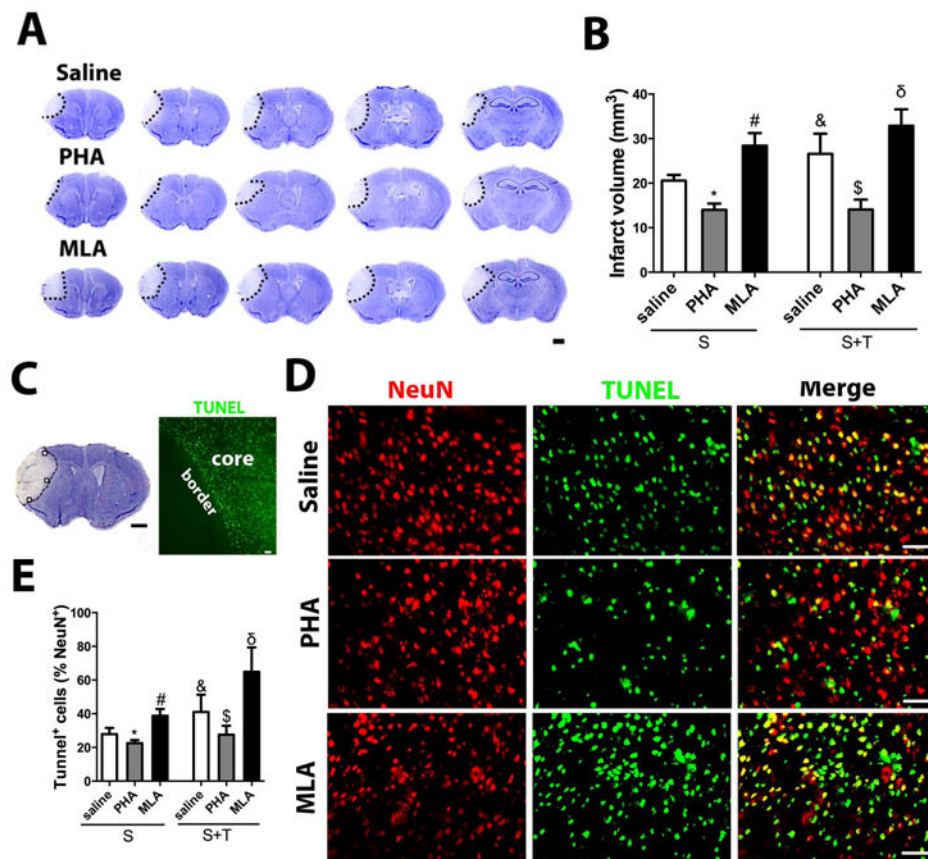 A
Saline
PHA
MLA
B
Infarct volume (mm³)
40
30
20
10
0
*
#
&
$
δ
saline
PHA
MLA
saline
PHA
MLA
S
S+T
C
TUNEL
core
border
D
NeuN
TUNEL
Merge
Saline
PHA
MLA
E
Tunnel⁺ cells (% NeuN⁺)
100
80
60
40
20
0
*
#
&
$
δ
saline
PHA
MLA
saline
PHA
MLA
S
S+T